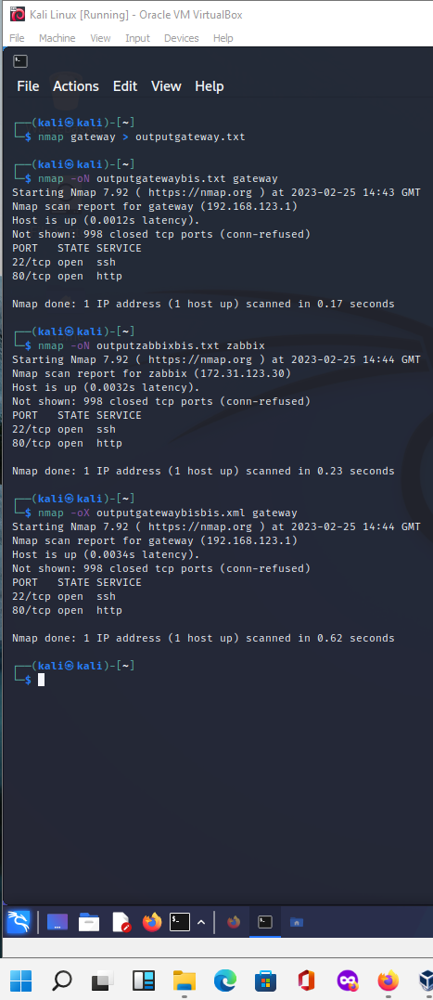 Kali Linux [Running] - Oracle VM VirtualBox
File Machine View Input Devices Help
File Actions Edit View Help
┌──(kali㉿kali)-[~]
└─$ nmap gateway > outputgateway.txt
┌──(kali㉿kali)-[~]
└─$ nmap -oN outputgatewaybis.txt gateway
Starting Nmap 7.92 ( https://nmap.org ) at 2023-02-25 14:43 GMT
Nmap scan report for gateway (192.168.123.1)
Host is up (0.0012s latency).
Not shown: 998 closed tcp ports (conn-refused)
PORT   STATE SERVICE
22/tcp open  ssh
80/tcp open  http
Nmap done: 1 IP address (1 host up) scanned in 0.17 seconds
┌──(kali㉿kali)-[~]
└─$ nmap -oN outputzabbixbis.txt zabbix
Starting Nmap 7.92 ( https://nmap.org ) at 2023-02-25 14:44 GMT
Nmap scan report for zabbix (172.31.123.30)
Host is up (0.0032s latency).
Not shown: 998 closed tcp ports (conn-refused)
PORT   STATE SERVICE
22/tcp open  ssh
80/tcp open  http
Nmap done: 1 IP address (1 host up) scanned in 0.23 seconds
┌──(kali㉿kali)-[~]
└─$ nmap -oX outputgatewaybisbis.xml gateway
Starting Nmap 7.92 ( https://nmap.org ) at 2023-02-25 14:44 GMT
Nmap scan report for gateway (192.168.123.1)
Host is up (0.0034s latency).
Not shown: 998 closed tcp ports (conn-refused)
PORT   STATE SERVICE
22/tcp open  ssh
80/tcp open  http
Nmap done: 1 IP address (1 host up) scanned in 0.62 seconds
┌──(kali㉿kali)-[~]
└─$